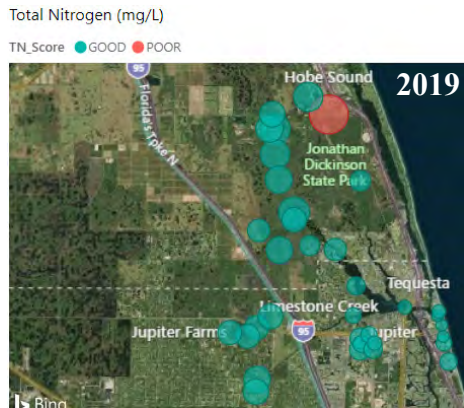 Total Nitrogen (mg/L)
TN_Score GOOD POOR
95
Hobe Sound
2019
Florida's Tpke N
Jonathan
Dickinson
State Park
Tequesta
Limestone Creek
Jupiter Farms
95
Jupiter
Bing